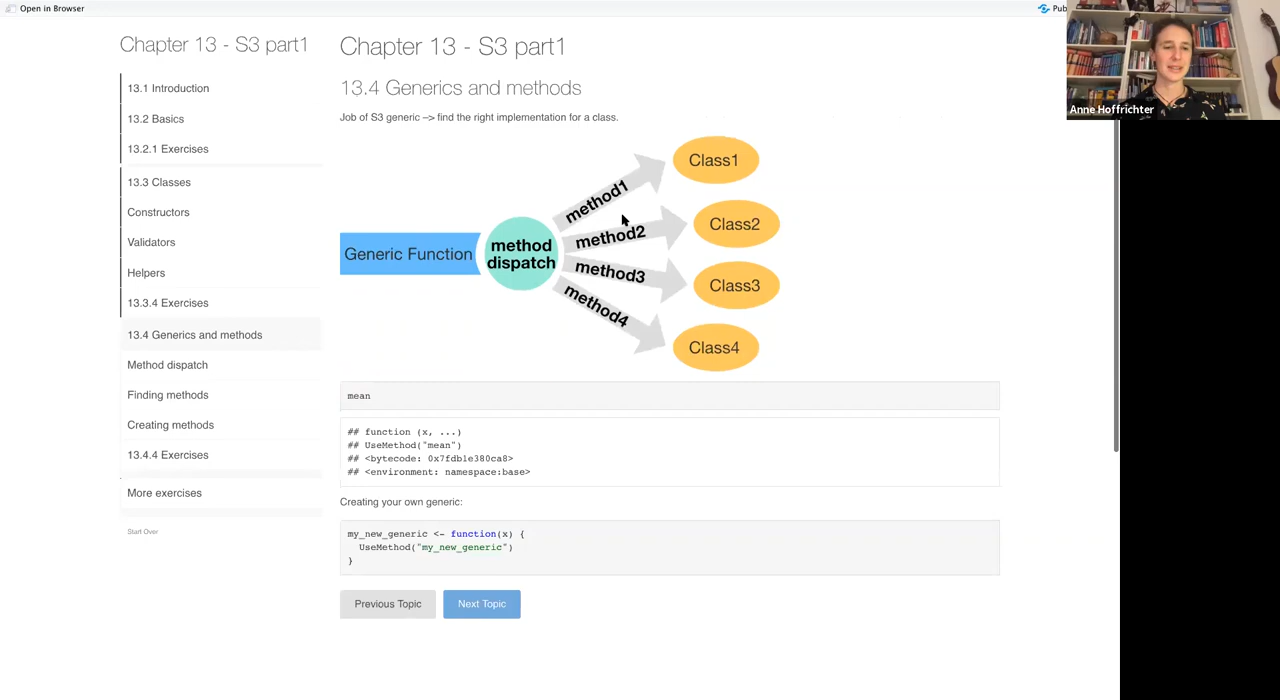 Open in Browser
Pub
Anne Hoffrichter
Chapter 13 - S3 part1
13.1 Introduction
13.2 Basics
13.2.1 Exercises
13.3 Classes
Constructors
Validators
Helpers
13.3.4 Exercises
13.4 Generics and methods
Method dispatch
Finding methods
Creating methods
13.4.4 Exercises
More exercises
Start Over
Chapter 13 - S3 part1
13.4 Generics and methods
Job of S3 generic –> find the right implementation for a class.
Generic Function
method
dispatch
method1
method2
method3
method4
Class1
Class2
Class3
Class4
mean
## function (x, ...)
## UseMethod("mean")
## <bytecode: 0x7fdb1e380ca8>
## <environment: namespace:base>
Creating your own generic:
my_new_generic <- function(x) {
UseMethod("my_new_generic")
}
Previous Topic
Next Topic